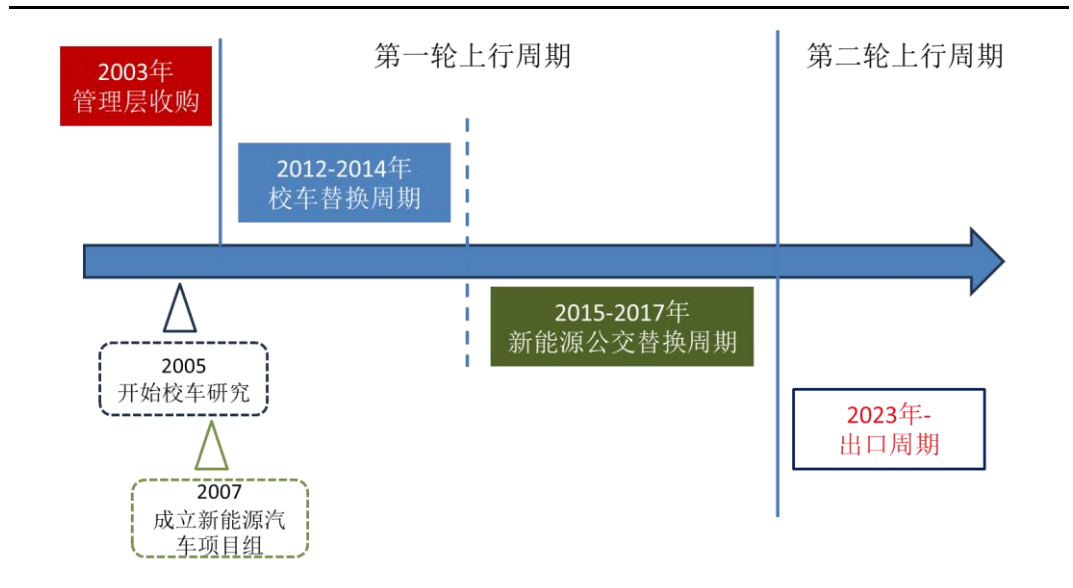 第一轮上行周期
第二轮上行周期
2003年
管理层收购
2012-2014年
校车替换周期
2015-2017年
新能源公交替换周期
2005
开始校车研究
2023年-
出口周期
2007
成立新能源汽
车项目组